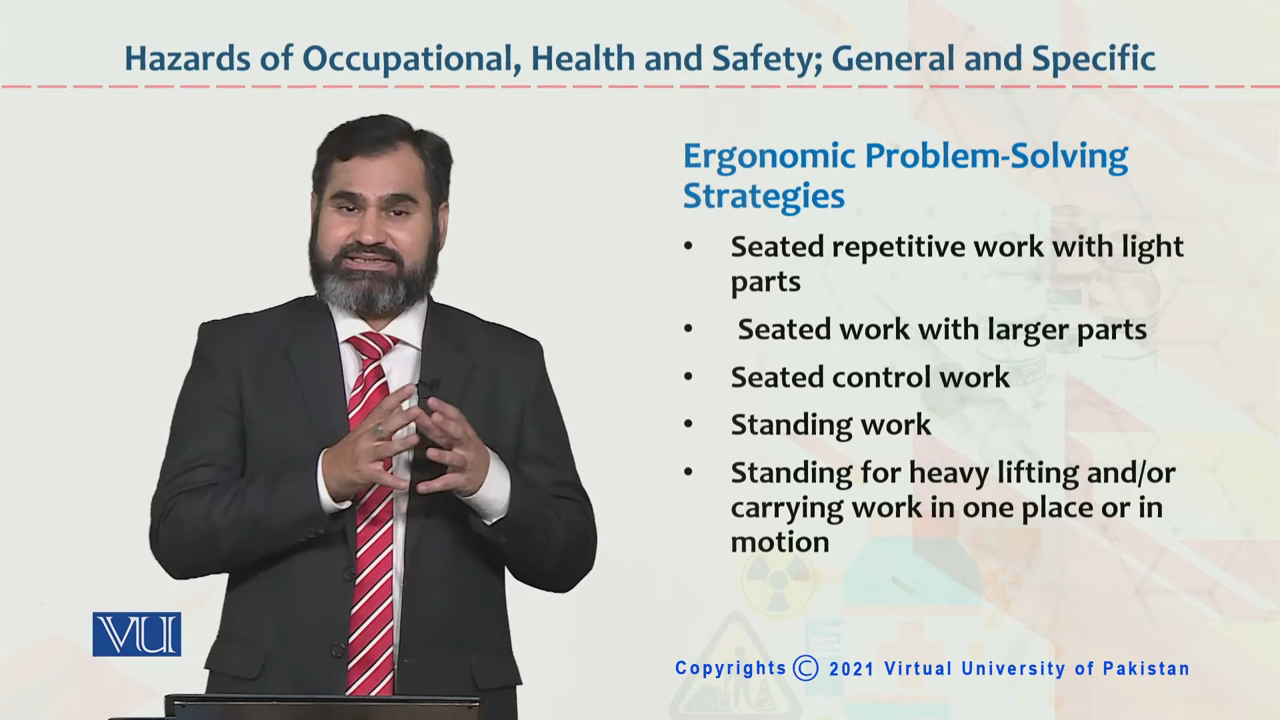 Hazards of Occupational, Health and Safety; General and Specific
Ergonomic Problem-Solving
Strategies
• Seated repetitive work with light
parts
• Seated work with larger parts
• Seated control work
• Standing work
• Standing for heavy lifting and/or
carrying work in one place or in
motion
VU
Copyrights © 2021 Virtual University of Pakistan